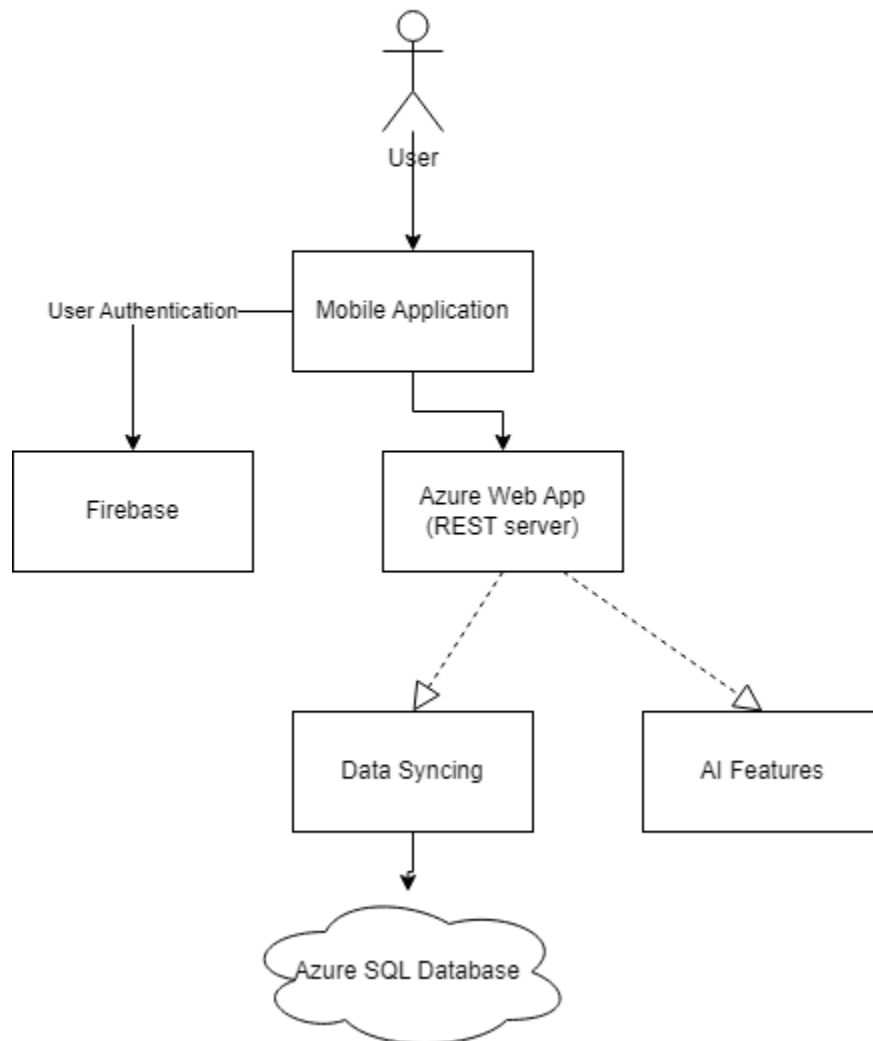 User
User Authentication
Mobile Application
Firebase
Azure Web App
(REST server)
Data Syncing
AI Features
Azure SQL Database